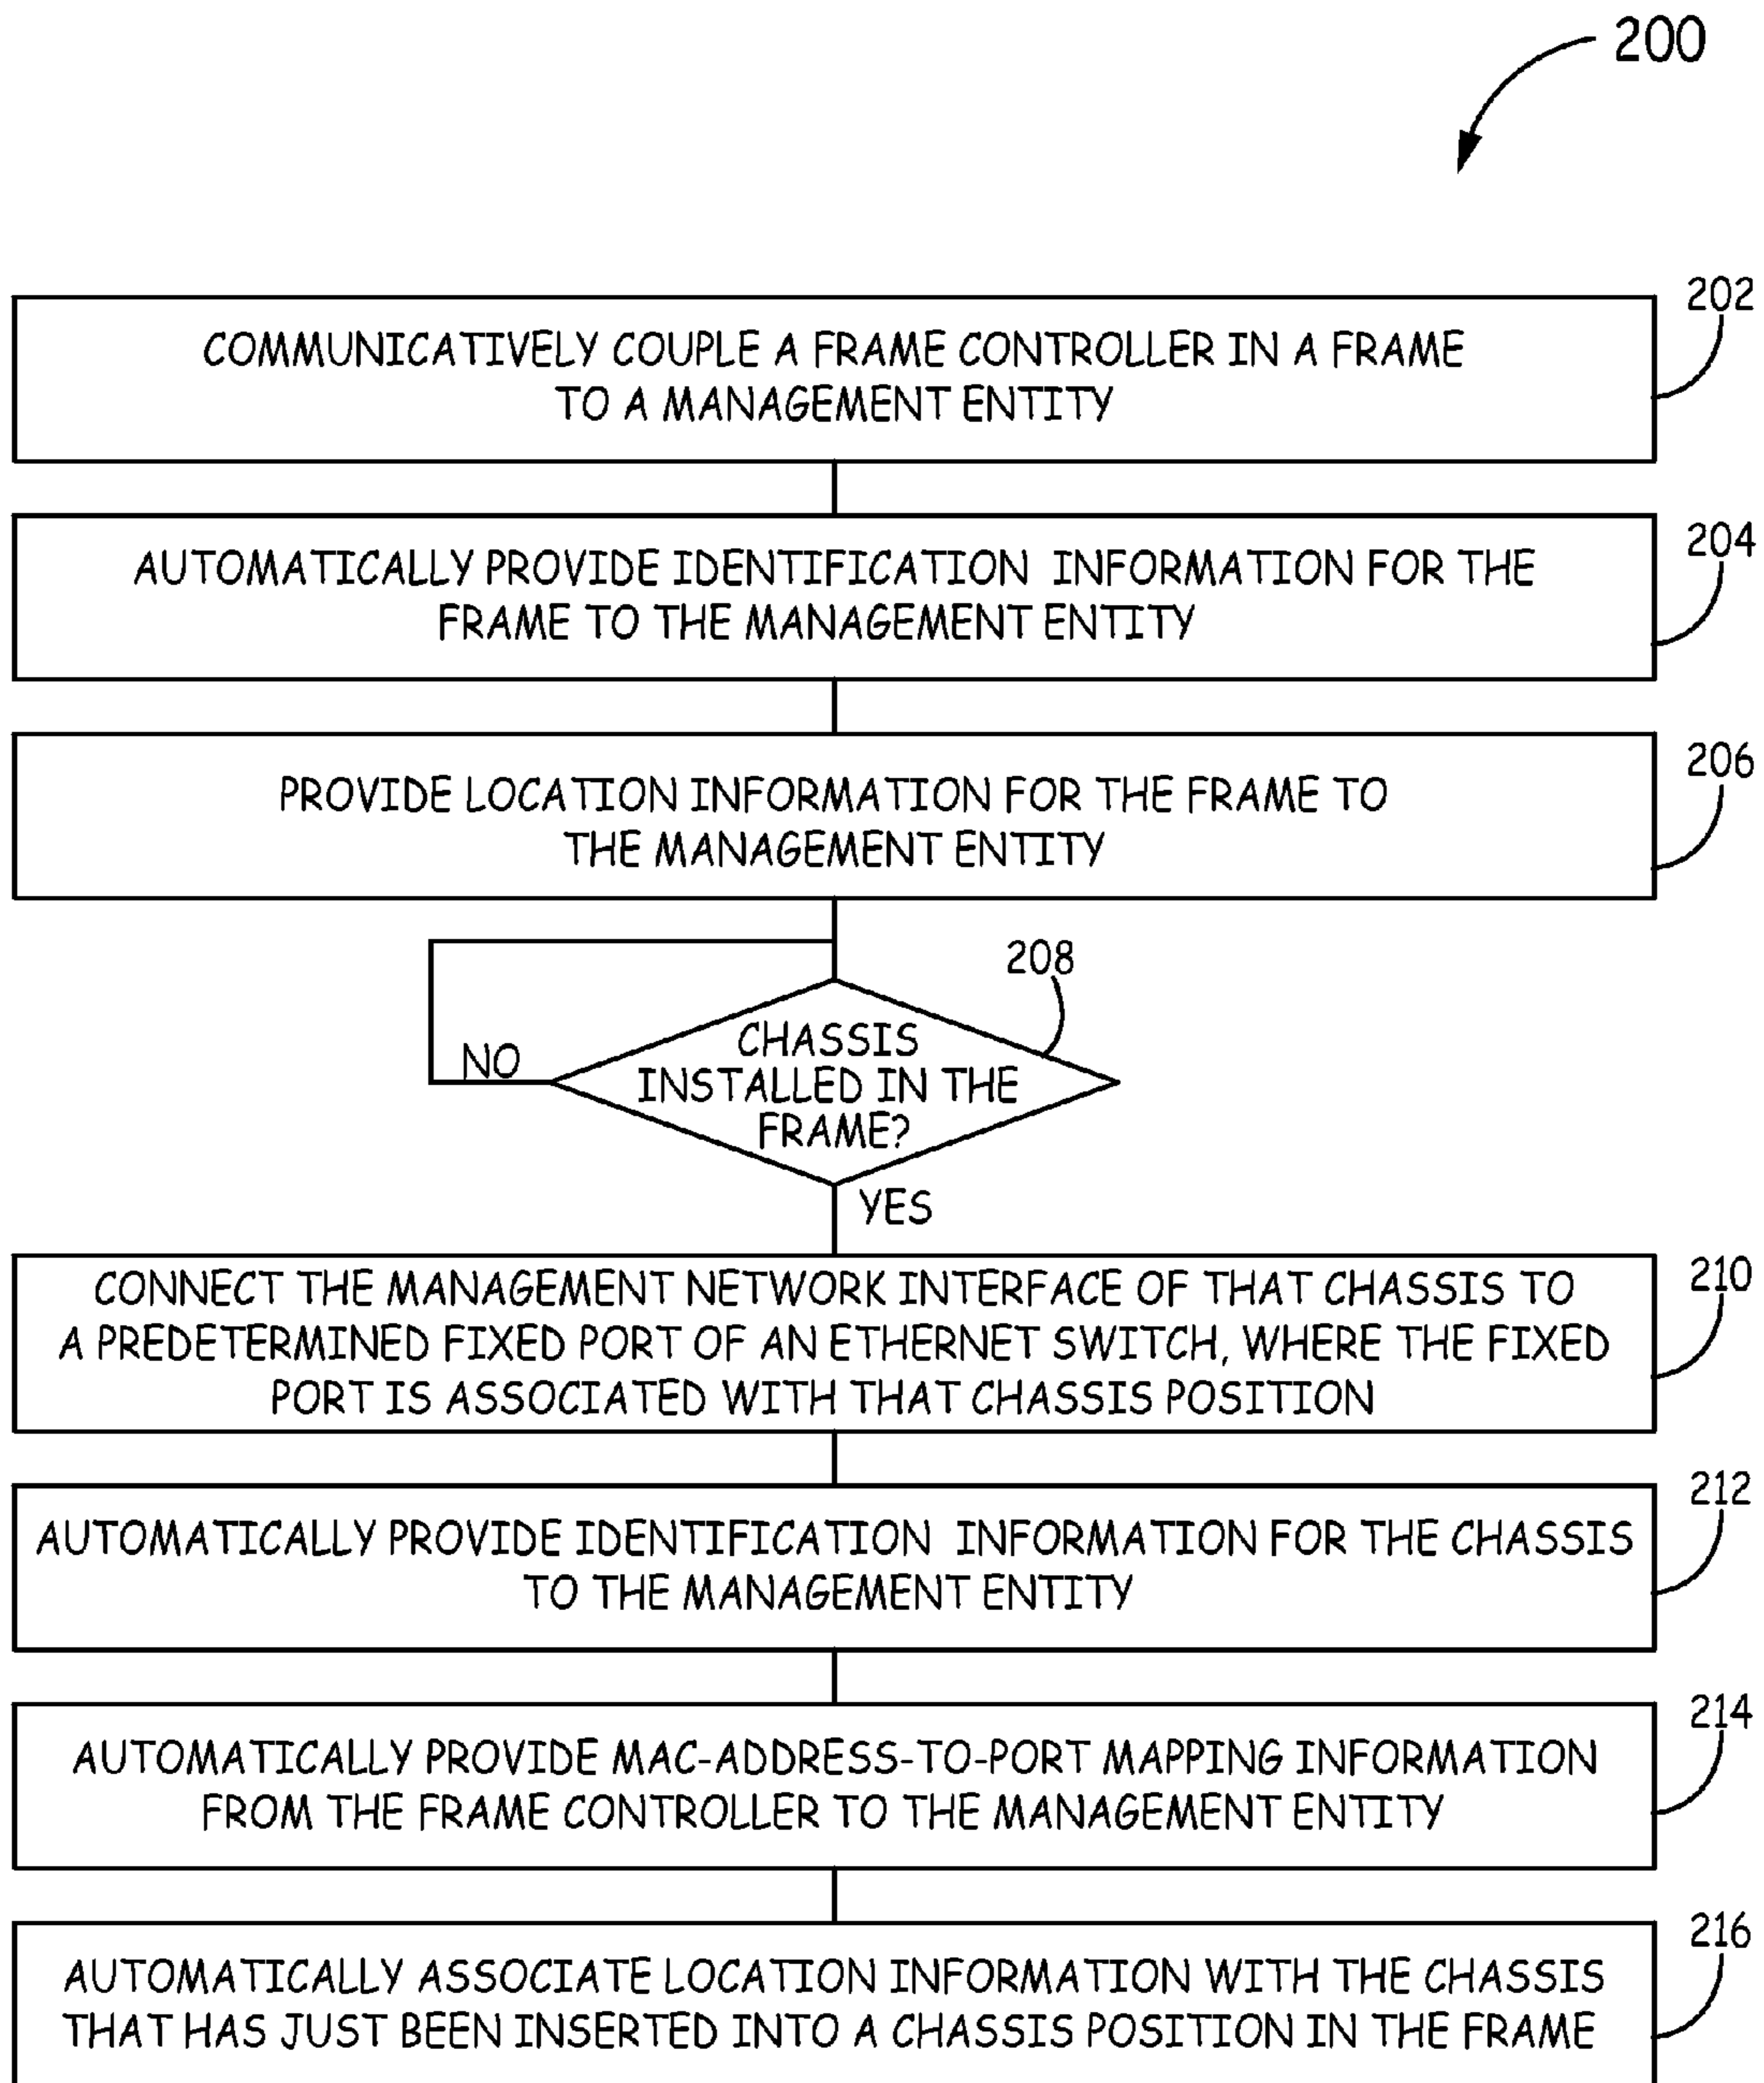 200
202
COMMUNICATIVELY COUPLE A FRAME CONTROLLER IN A FRAME
TO A MANAGEMENT ENTITY
204
AUTOMATICALLY PROVIDE IDENTIFICATION INFORMATION FOR THE
FRAME TO THE MANAGEMENT ENTITY
206
PROVIDE LOCATION INFORMATION FOR THE FRAME TO
THE MANAGEMENT ENTITY
208
CHASSIS
INSTALLED IN THE
FRAME?
NO
YES
210
CONNECT THE MANAGEMENT NETWORK INTERFACE OF THAT CHASSIS TO
A PREDETERMINED FIXED PORT OF AN ETHERNET SWITCH, WHERE THE FIXED
PORT IS ASSOCIATED WITH THAT CHASSIS POSITION
212
AUTOMATICALLY PROVIDE IDENTIFICATION INFORMATION FOR THE CHASSIS
TO THE MANAGEMENT ENTITY
214
AUTOMATICALLY PROVIDE MAC-ADDRESS-TO-PORT MAPPING INFORMATION
FROM THE FRAME CONTROLLER TO THE MANAGEMENT ENTITY
216
AUTOMATICALLY ASSOCIATE LOCATION INFORMATION WITH THE CHASSIS
THAT HAS JUST BEEN INSERTED INTO A CHASSIS POSITION IN THE FRAME